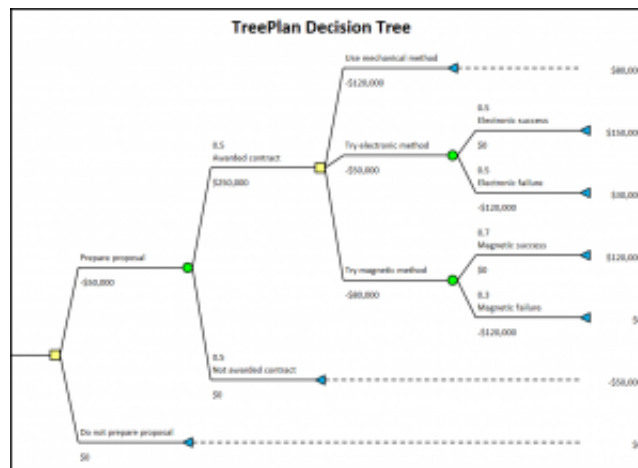 TreePlan Decision Tree
Use mechanical method
-$120,000
$80,000
0.5
Electronic success
$0
$150,000
0.5
Awarded contract
$250,000
Try electronic method
-$50,000
0.5
Electronic failure
-$120,000
$30,000
0.7
Magnetic success
$0
$120,000
Prepare proposal
-$50,000
Try magnetic method
-$80,000
0.3
Magnetic failure
-$120,000
0.5
Not awarded contract
$0
-$50,000
Do not prepare proposal
$0